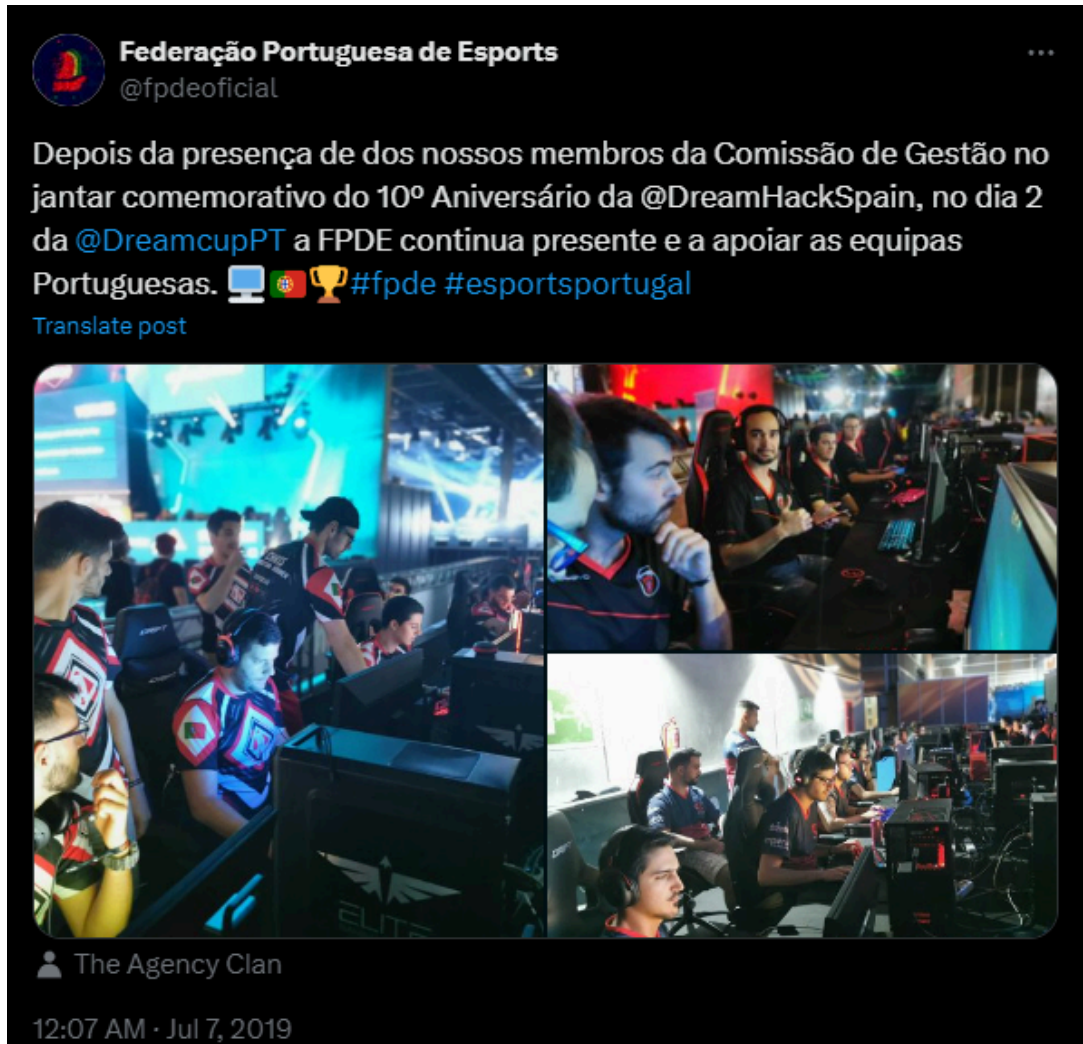 Federação Portuguesa de Esports
@fpdeoficial
Depois da presença de dos nossos membros da Comissão de Gestão no
jantar comemorativo do 10º Aniversário da @DreamHackSpain, no dia 2
da @DreamcupPT a FPDE continua presente e a apoiar as equipas
Portuguesas. 🖥️🇵🇹🏆#fpde #esportsportugal
Translate post
DRIFT
ELITE
The Agency Clan
12:07 AM · Jul 7, 2019